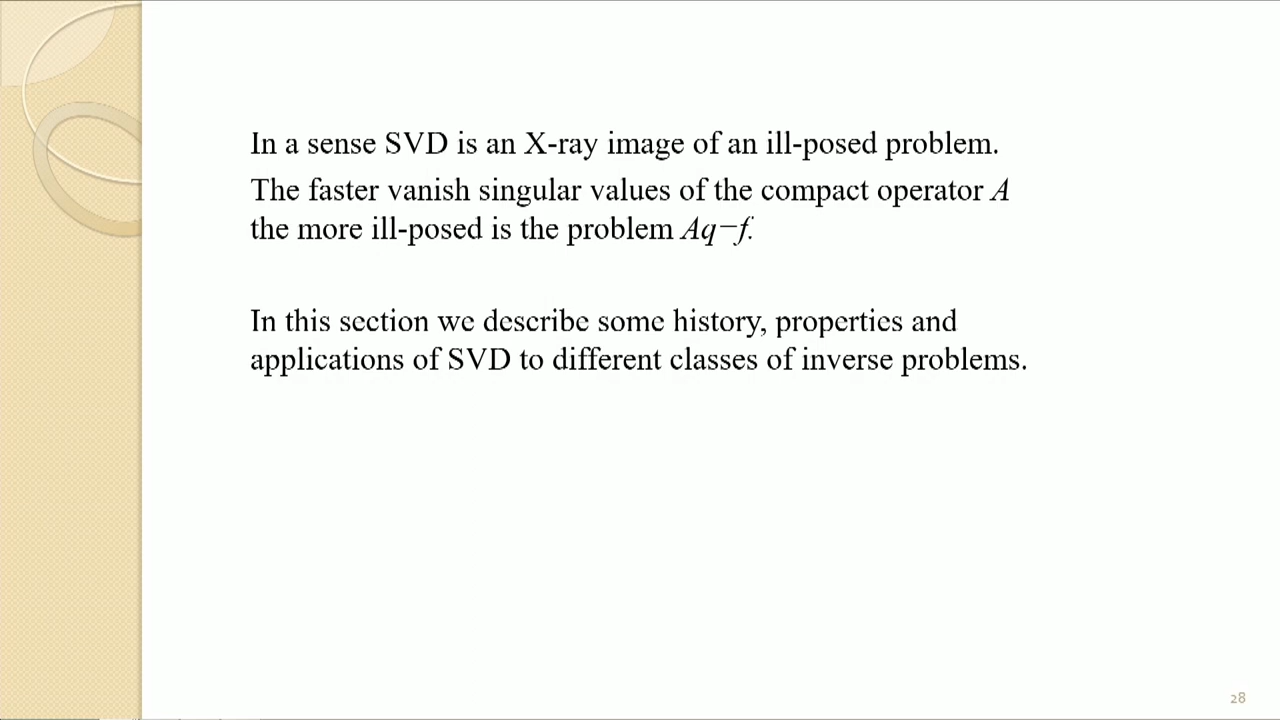 In a sense SVD is an X-ray image of an ill-posed problem.
The faster vanish singular values of the compact operator A
the more ill-posed is the problem Aq=f.
In this section we describe some history, properties and
applications of SVD to different classes of inverse problems.
28